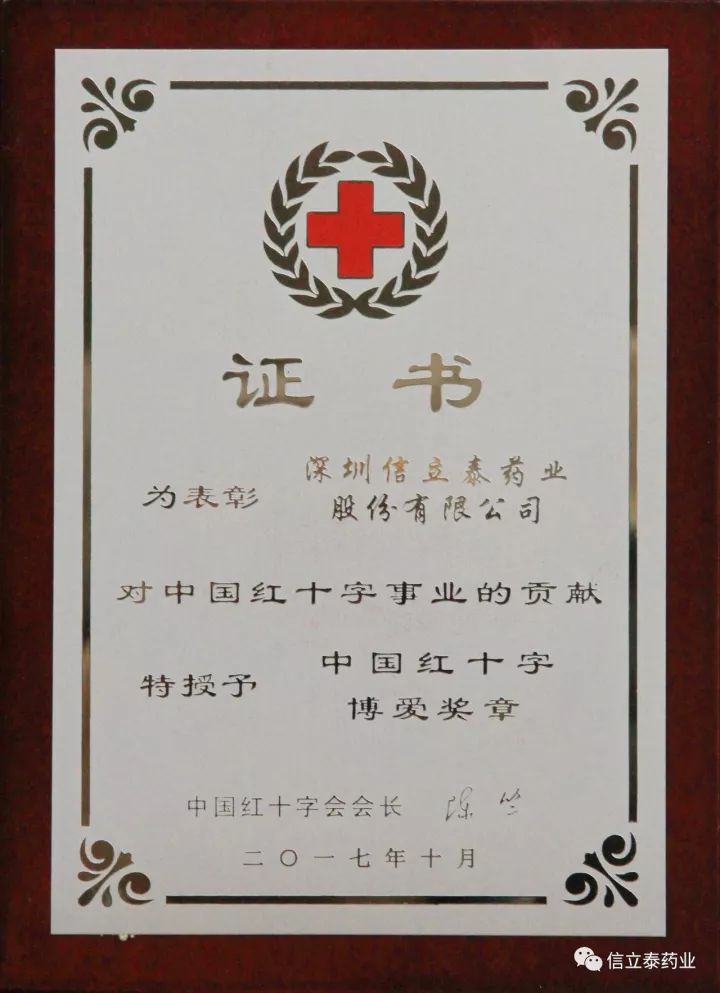 证书
为表彰 深圳信立泰药业
股份有限公司
对中国红十字事业的贡献
特授予 中国红十字
博爱奖章
中国红十字会会长 陈竺
二〇一七年十月
信立泰药业